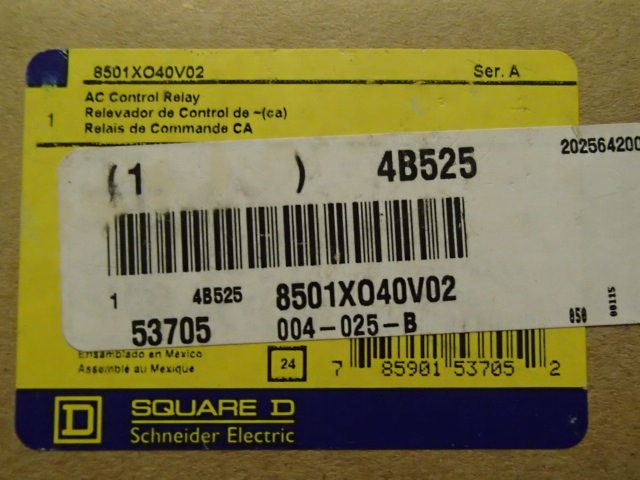 8501XO40V02 Ser. A
1 AC Control Relay
Relevador de Control de ~(ca)
Relais de Commande CA
(1 ) 4B525
202564200
1 4B525 8501XO40V02
53705 004-025-B
050 00115
Ensamblado en Mexico
Assemblé au Mexique
24
7 85901 53705 2
D SQUARE D
Schneider Electric